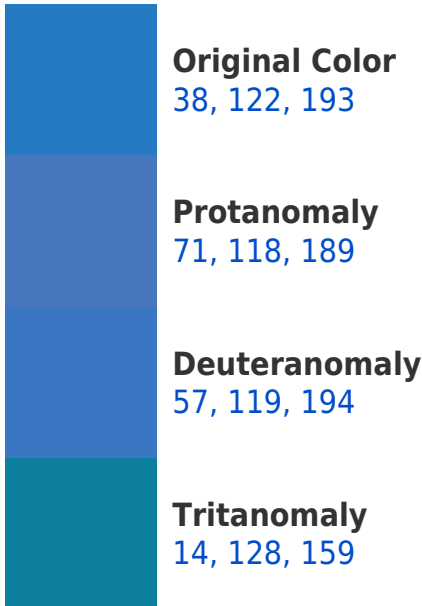 Original Color
38, 122, 193
Protanomaly
71, 118, 189
Deuteranomaly
57, 119, 194
Tritanomaly
14, 128, 159